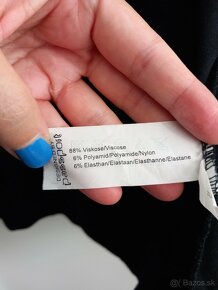 88% Viskose/Viscose
6% Polyamid/Polyamide/Nylon
6% Elasthan/Elastaan/Elasthanne/Elastane
© bazos.sk